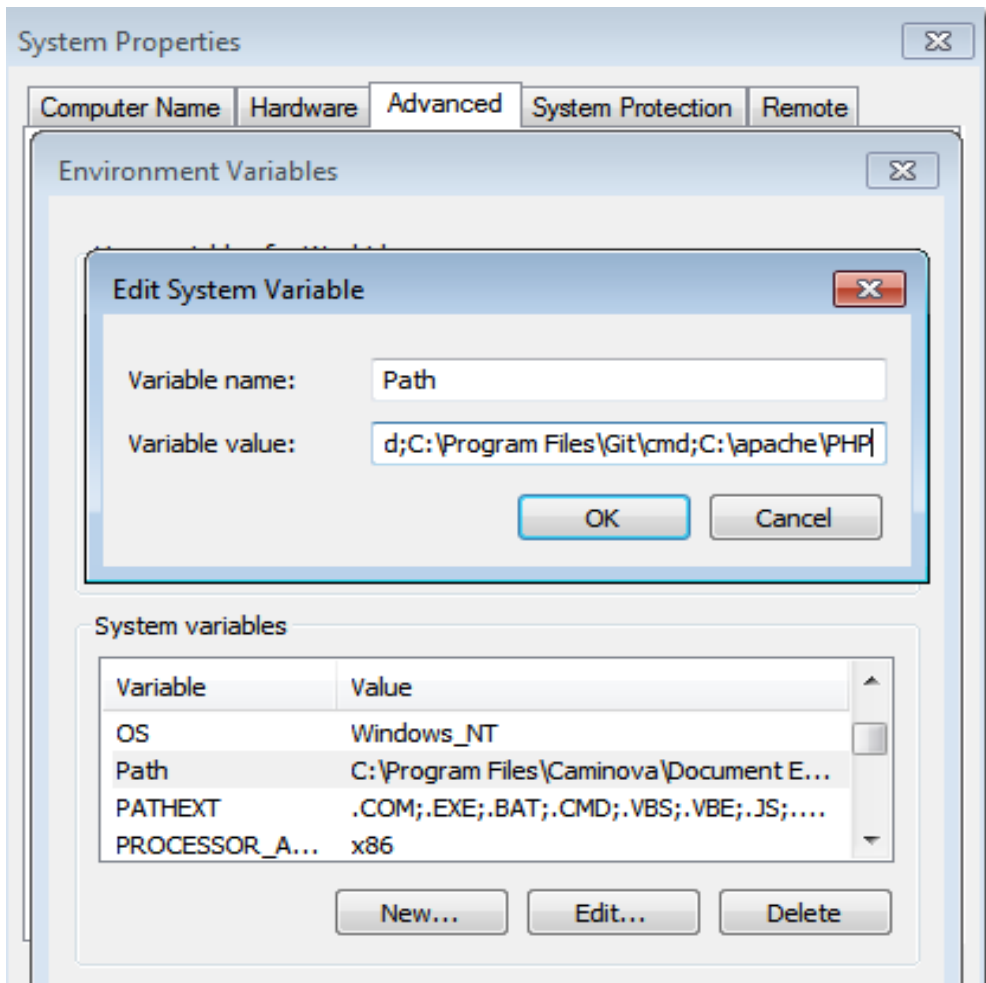 System Properties
Computer Name Hardware Advanced System Protection Remote
Environment Variables
Edit System Variable
Variable name: Path
Variable value: d;C:\Program Files\Git\cmd;C:\apache\PHP
OK Cancel
System variables
Variable Value
OS Windows_NT
Path C:\Program Files\Caminova\Document E...
PATHEXT .COM;.EXE;.BAT;.CMD;.VBS;.VBE;.JS;....
PROCESSOR_A... x86
New... Edit... Delete